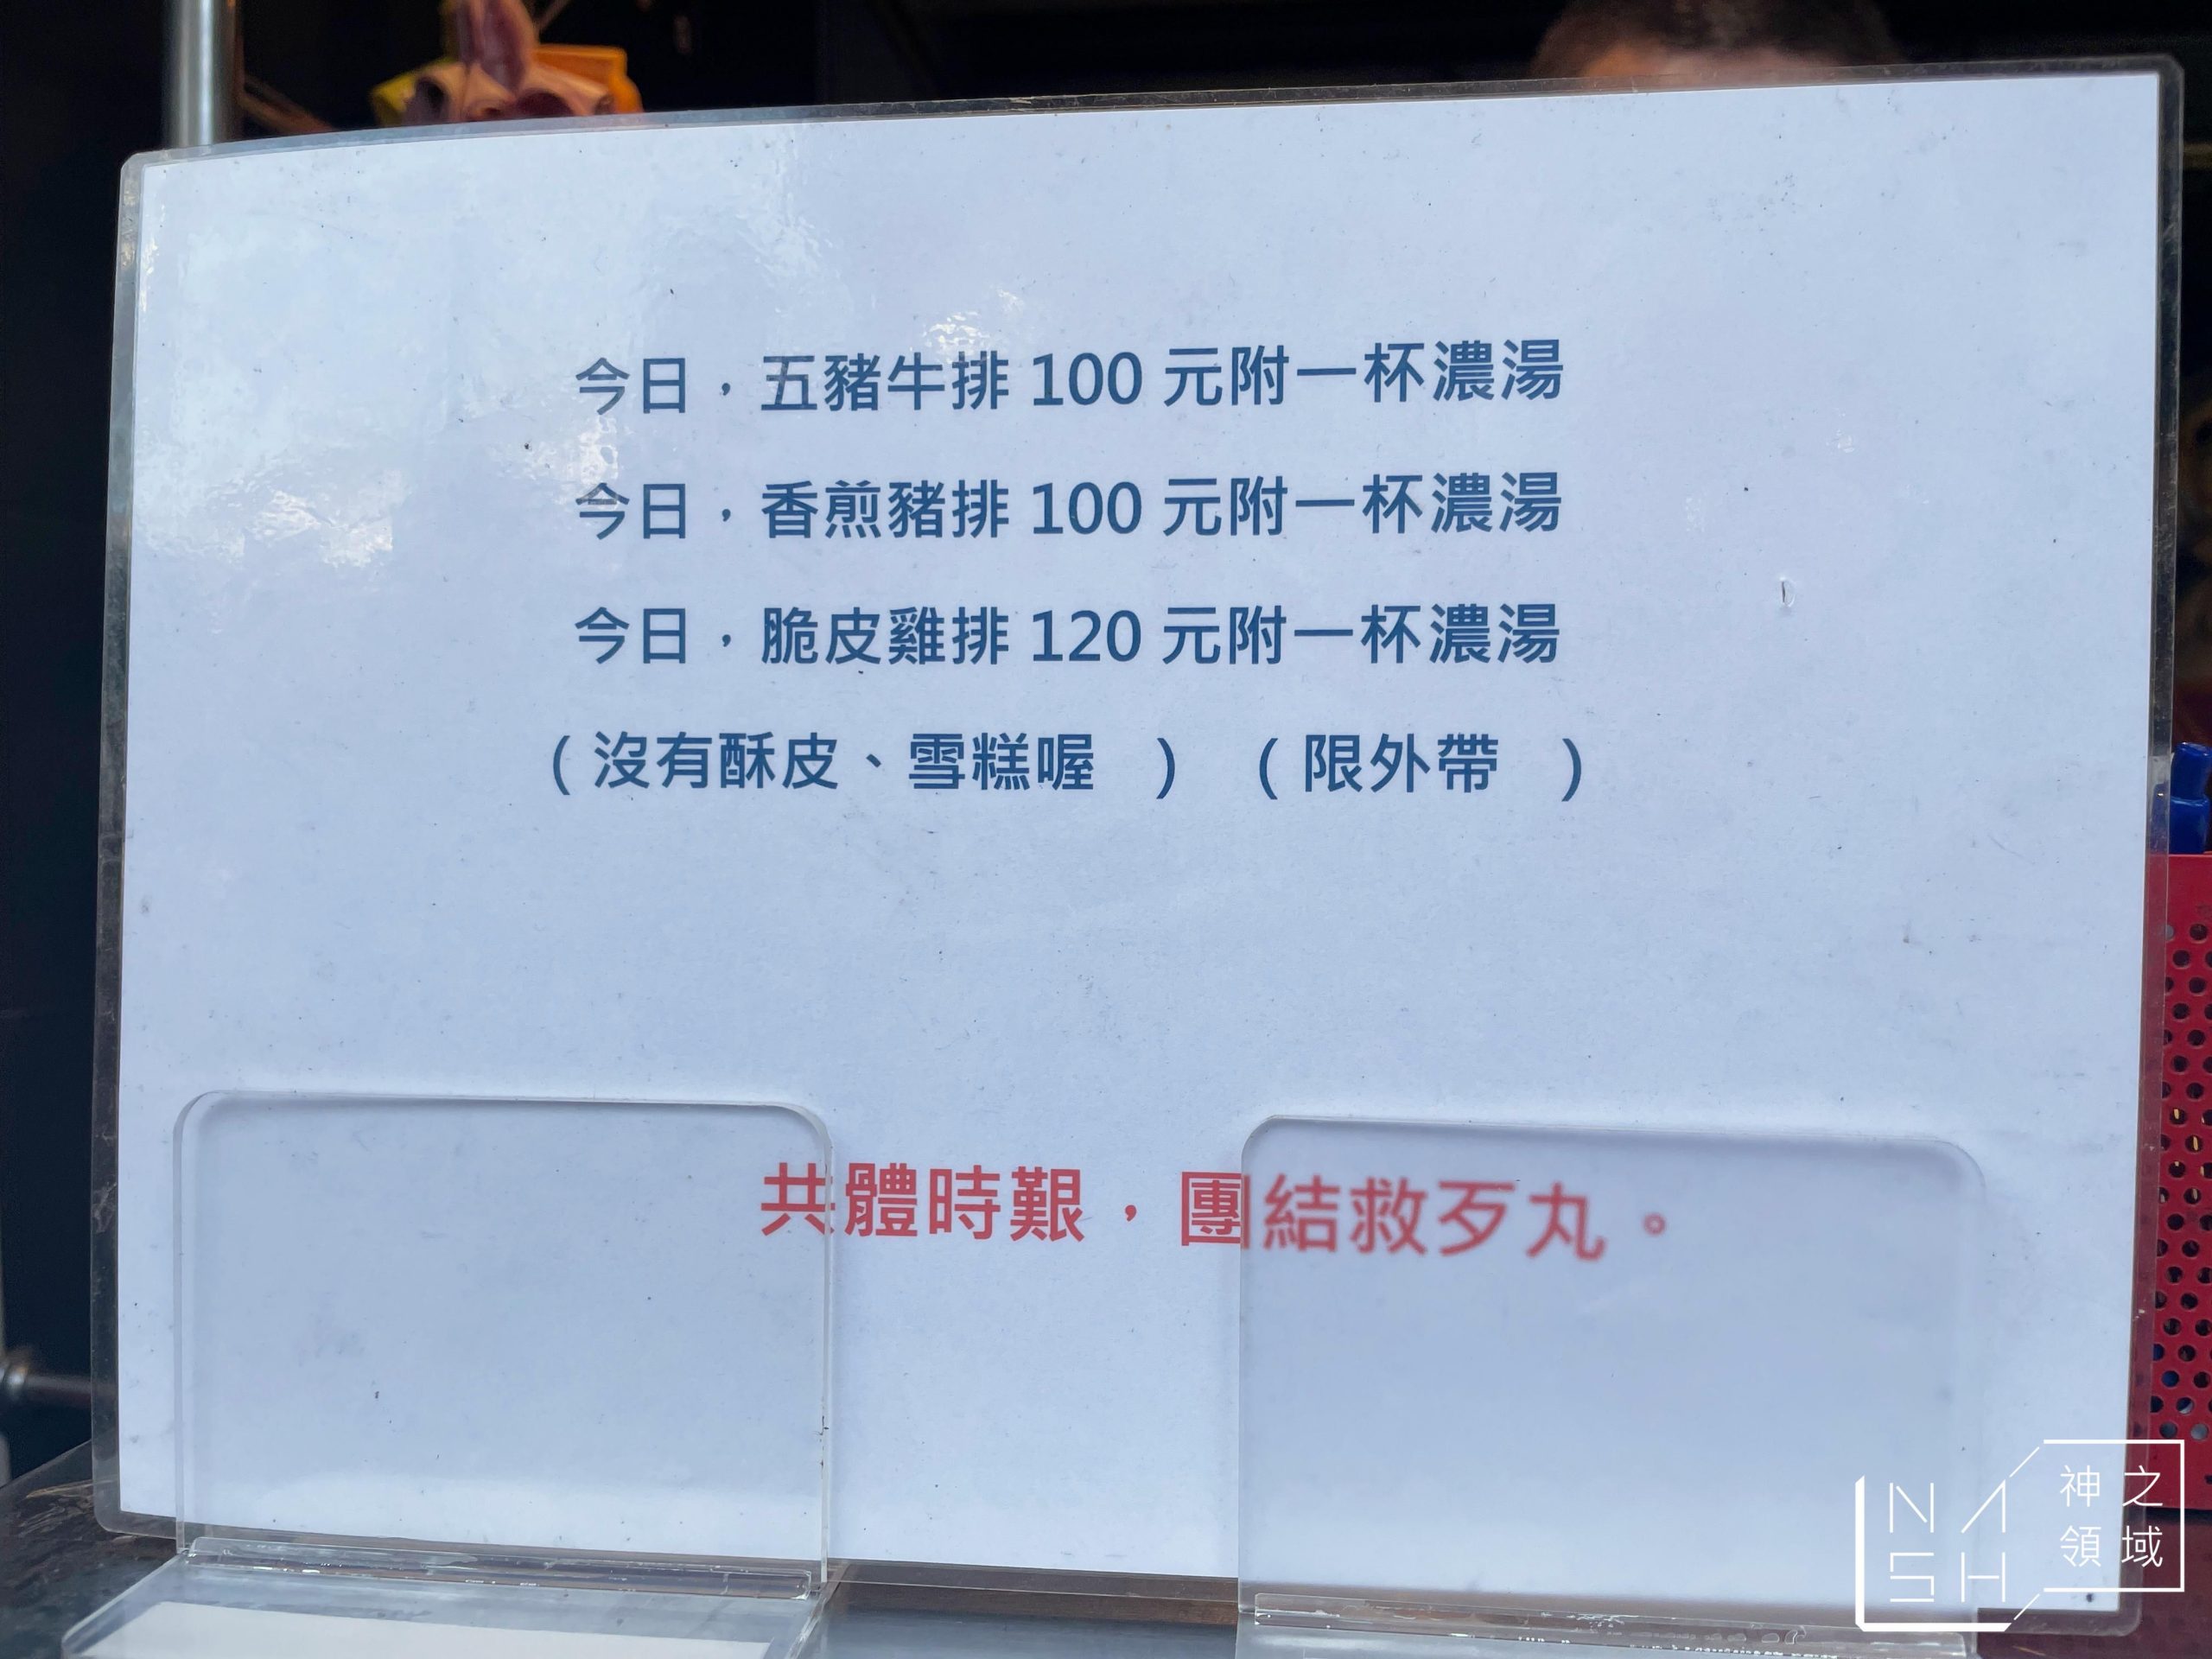 今日，五豬牛排 100 元附一杯濃湯
今日，香煎豬排 100 元附一杯濃湯
今日，脆皮雞排 120 元附一杯濃湯
（沒有酥皮、雪糕喔　）　（限外帶　）
共體時艱，團結救歹丸。
NASH
神之
領域